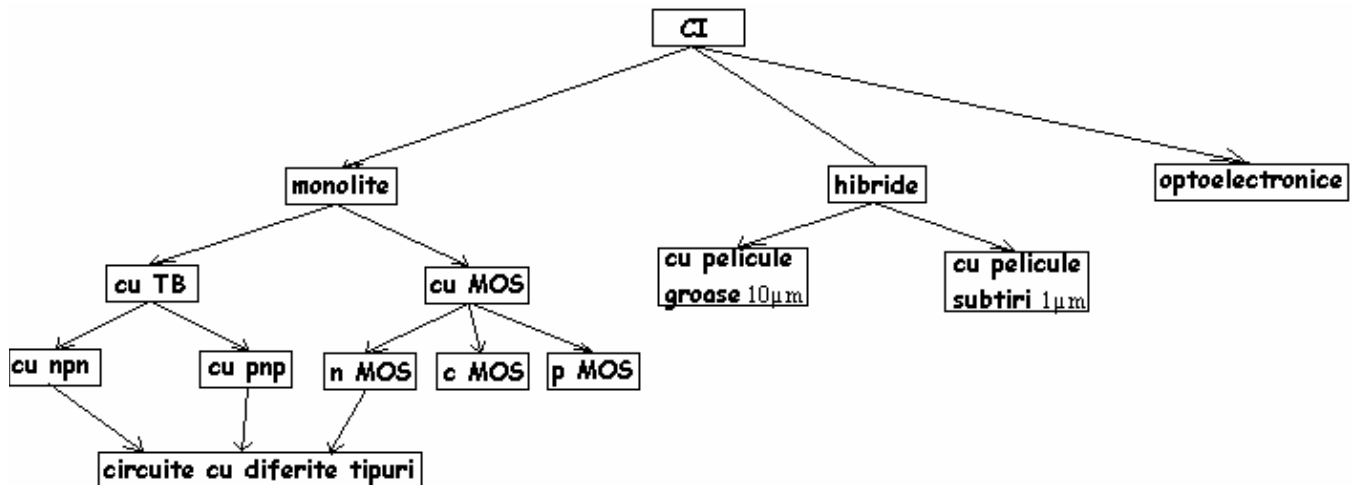 CI
monolite
hibride
optoelectronice
cu TB
cu MOS
cu pelicule
groase 10μm
cu pelicule
subtiri 1μm
cu npn
cu pnp
n MOS
c MOS
p MOS
circuite cu diferite tipuri